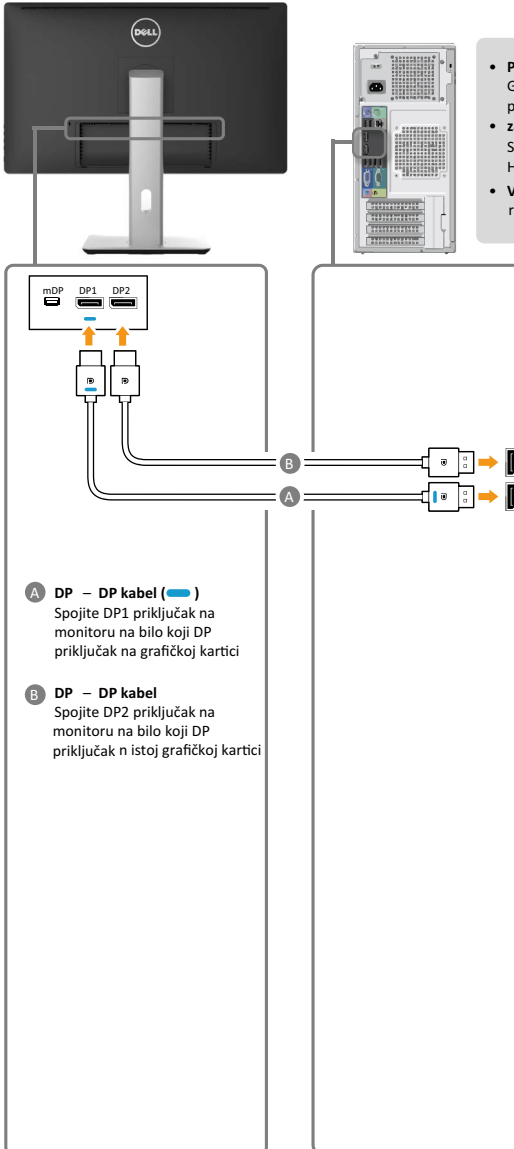 DELL
mDP DP1 DP2
B
A
A DP – DP kabel ( )
Spojite DP1 priključak na
monitoru na bilo koji DP
priključak na grafičkoj kartici
B DP – DP kabel
Spojite DP2 priključak na
monitoru na bilo koji DP
priključak n istoj grafičkoj kartici